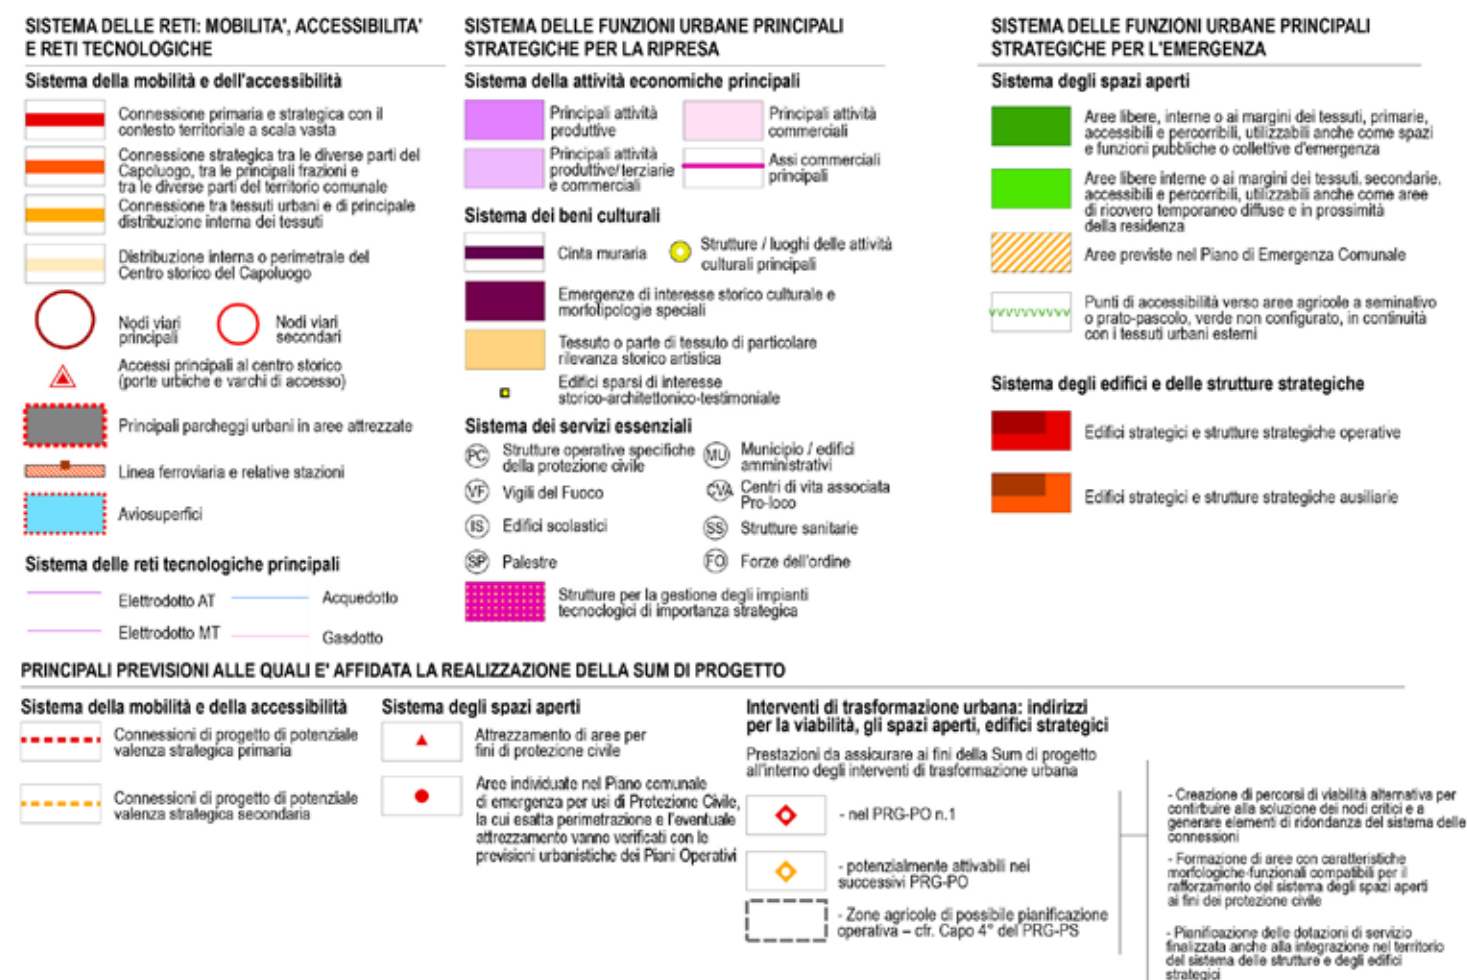 SISTEMA DELLE RETI: MOBILITA', ACCESSIBILITA'
E RETI TECNOLOGICHE
Sistema della mobilità e dell'accessibilità
Connessione primaria e strategica con il
contesto territoriale a scala vasta
Connessione strategica tra le diverse parti del
Capoluogo, tra le principali frazioni e
tra le diverse parti del territorio comunale
Connessione tra tessuti urbani e di principale
distribuzione interna dei tessuti
Distribuzione interna o perimetrale del
Centro storico del Capoluogo
Nodi viari
principali
Nodi viari
secondari
Accessi principali al centro storico
(porte urbiche e varchi di accesso)
Principali parcheggi urbani in aree attrezzate
Linea ferroviaria e relative stazioni
Aviosuperfici
Sistema delle reti tecnologiche principali
Elettrodotto AT
Acquedotto
Elettrodotto MT
Gasdotto
SISTEMA DELLE FUNZIONI URBANE PRINCIPALI
STRATEGICHE PER LA RIPRESA
Sistema della attività economiche principali
Principali attività
produttive
Principali attività
commerciali
Principali attività
produttive/terziarie
e commerciali
Assi commerciali
principali
Sistema dei beni culturali
Cinta muraria
Strutture / luoghi delle attività
culturali principali
Emergenze di interesse storico culturale e
morfolipologie speciali
Tessuto o parte di tessuto di particolare
rilevanza storico artistica
Edifici sparsi di interesse
storico-architettonico-testimoniale
Sistema dei servizi essenziali
PC Strutture operative specifiche
della protezione civile
MU Municipio / edifici
amministrativi
VF Vigili del Fuoco
CVA Centri di vita associata
Pro-loco
IS Edifici scolastici
SS Strutture sanitarie
SP Palestre
FO Forze dell'ordine
Strutture per la gestione degli impianti
tecnoclogici di importanza strategica
SISTEMA DELLE FUNZIONI URBANE PRINCIPALI
STRATEGICHE PER L'EMERGENZA
Sistema degli spazi aperti
Aree libere, interne o ai margini dei tessuti, primarie,
accessibili e percorribili, utilizzabili anche come spazi
e funzioni pubbliche o collettive d'emergenza
Aree libere interne o ai margini dei tessuti, secondarie,
accessibili e percorribili, utilizzabili anche come aree
di ricovero temporaneo diffuse e in prossimità
della residenza
Aree previste nel Piano di Emergenza Comunale
Punti di accessibilità verso aree agricole a seminativo
o prato-pascolo, verde non configurato, in continuità
con i tessuti urbani esterni
Sistema degli edifici e delle strutture strategiche
Edifici strategici e strutture strategiche operative
Edifici strategici e strutture strategiche ausiliarie
PRINCIPALI PREVISIONI ALLE QUALI E' AFFIDATA LA REALIZZAZIONE DELLA SUM DI PROGETTO
Sistema della mobilità e della accessibilità
Connessioni di progetto di potenziale
valenza strategica primaria
Connessioni di progetto di potenziale
valenza strategica secondaria
Sistema degli spazi aperti
Attrezzamento di aree per
fini di protezione civile
Aree individuate nel Piano comunale
di emergenza per usi di Protezione Civile,
la cui esatta perimetrazione e l'eventuale
attrezzamento vanno verificati con le
previsioni urbanistiche dei Piani Operativi
Interventi di trasformazione urbana: indirizzi
per la viabilità, gli spazi aperti, edifici strategici
Prestazioni da assicurare ai fini della Sum di progetto
all'interno degli interventi di trasformazione urbana
- nel PRG-PO n.1
- potenzialmente attivabili nei
successivi PRG-PO
- Zone agricole di possibile pianificazione
operativa – cfr. Capo 4° del PRG-PS
- Creazione di percorsi di viabilità alternativa per
contirbuire alla soluzione dei nodi critici e a
generare elementi di ridondanza del sistema delle
connessioni
- Formazione di aree con caratteristiche
morfologiche-funzionali compatibili per il
rafforzamento del sistema degli spazi aperti
ai fini dei protezione civile
- Pianificazione delle dotazioni di servizio
finalizzata anche alla integrazione nel territorio
del sistema delle strutture e degli edifici
strategici